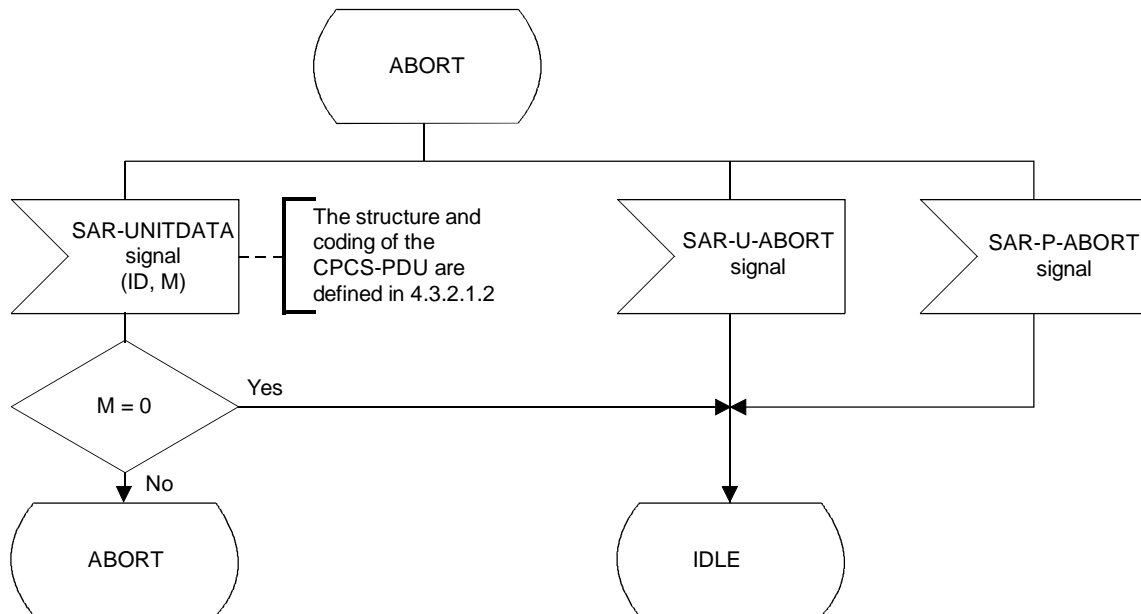 ABORT
SAR-UNITDATA
signal
(ID, M)
The structure and
coding of the
CPCS-PDU are
defined in 4.3.2.1.2
SAR-U-ABORT
signal
SAR-P-ABORT
signal
M = 0
Yes
No
ABORT
IDLE